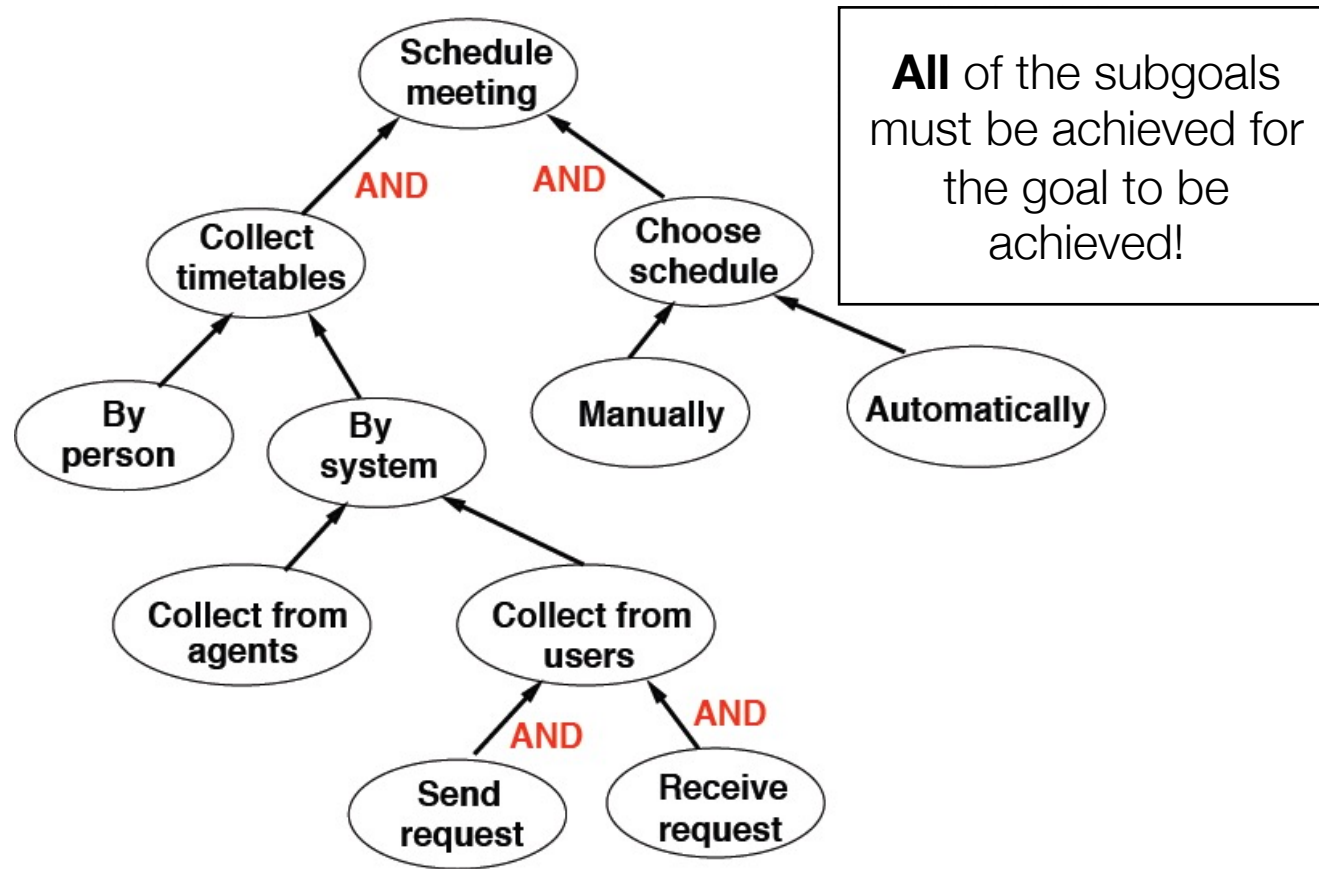 Schedule
meeting
All of the subgoals
must be achieved for
the goal to be
achieved!
AND
AND
Collect
timetables
Choose
schedule
By
person
By
system
Manually
Automatically
Collect from
agents
Collect from
users
AND
AND
Send
request
Receive
request